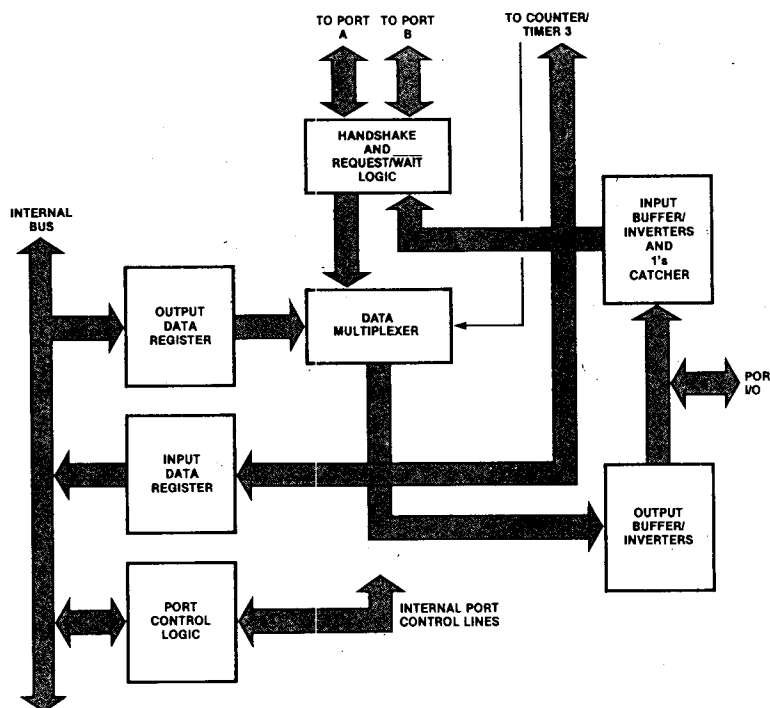 TO PORT
A
TO PORT
B
TO COUNTER/
TIMER 3
HANDSHAKE
AND
REQUEST/WAIT
LOGIC
INPUT
BUFFER/
INVERTERS
AND
1's
CATCHER
INTERNAL
BUS
OUTPUT
DATA
REGISTER
DATA
MULTIPLEXER
POR
I/O
INPUT
DATA
REGISTER
OUTPUT
BUFFER/
INVERTERS
PORT
CONTROL
LOGIC
INTERNAL PORT
CONTROL LINES